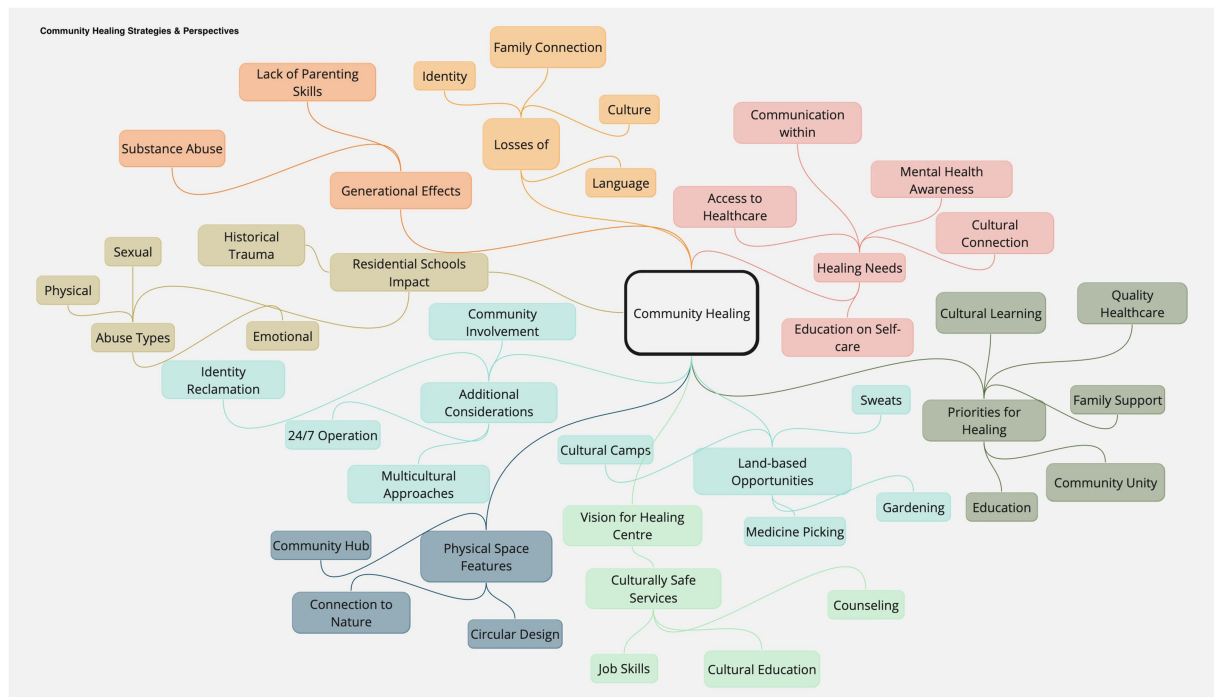 Community Healing Strategies & Perspectives
Family Connection
Identity
Culture
Losses of
Language
Lack of Parenting
Skills
Substance Abuse
Generational Effects
Communication
within
Mental Health
Awareness
Access to
Healthcare
Cultural
Connection
Healing Needs
Education on Self-
care
Historical
Trauma
Residential Schools
Impact
Sexual
Physical
Abuse Types
Emotional
Community Healing
Quality
Healthcare
Cultural Learning
Family Support
Priorities for
Healing
Community Unity
Education
Community
Involvement
Identity
Reclamation
Additional
Considerations
24/7 Operation
Multicultural
Approaches
Sweats
Cultural Camps
Land-based
Opportunities
Gardening
Medicine Picking
Vision for Healing
Centre
Culturally Safe
Services
Counseling
Job Skills
Cultural Education
Community Hub
Physical Space
Features
Connection to
Nature
Circular Design